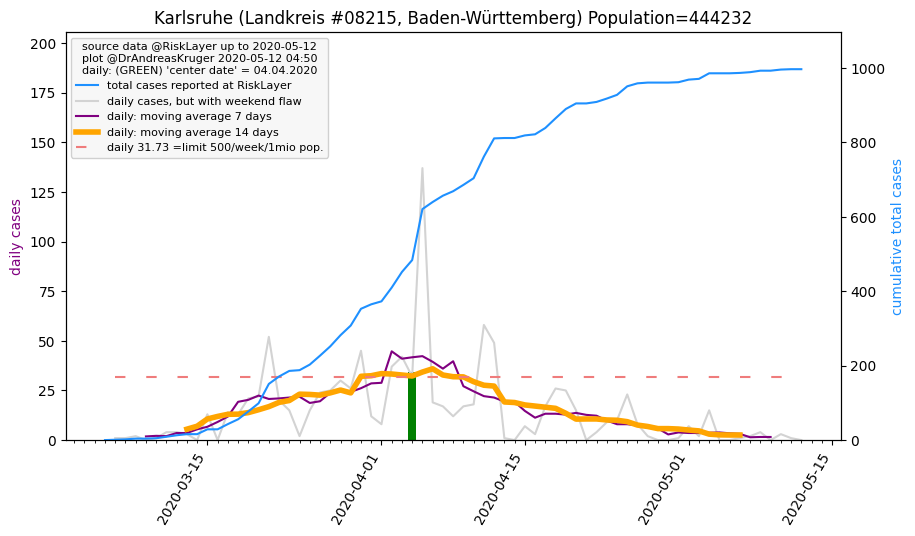 Karlsruhe (Landkreis #08215, Baden-Württemberg) Population=444232
source data @RiskLayer up to 2020-05-12
plot @DrAndreasKruger 2020-05-12 04:50
daily: (GREEN) 'center date' = 04.04.2020
total cases reported at RiskLayer
daily cases, but with weekend flaw
daily: moving average 7 days
daily: moving average 14 days
daily 31.73 =limit 500/week/1mio pop.
daily cases
200
175
150
125
100
75
50
25
0
1000
800
600
400
200
0
cumulative total cases
2020-03-15
2020-04-01
2020-04-15
2020-05-01
2020-05-15